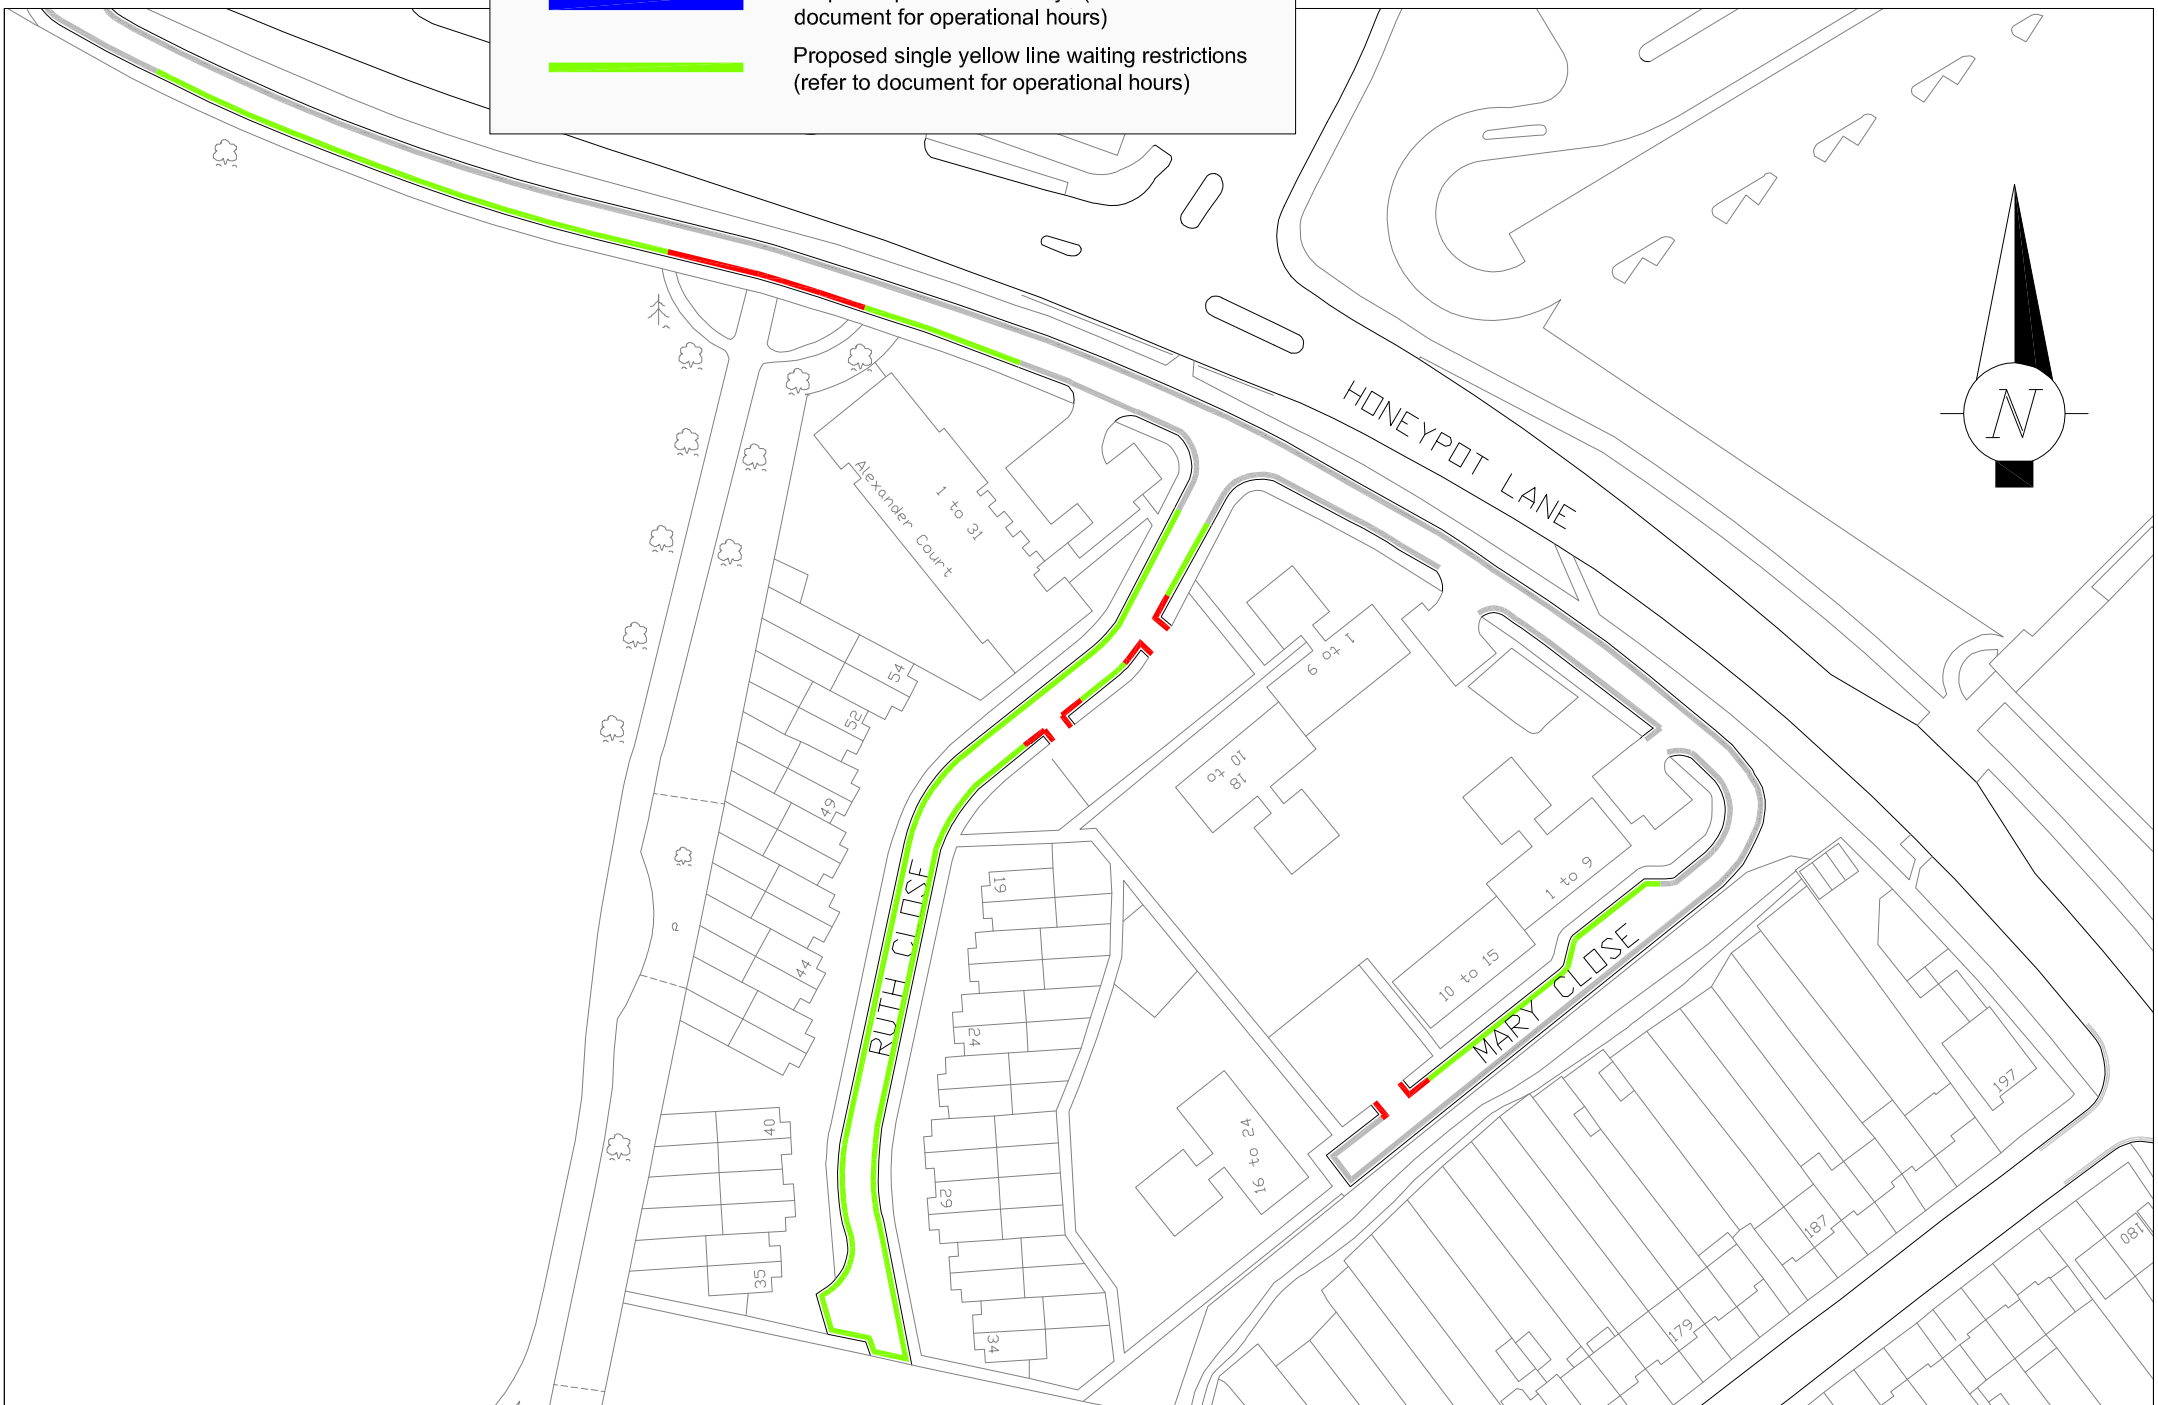 document for operational hours)
Proposed single yellow line waiting restrictions
(refer to document for operational hours)
N
HONEYPOT LANE
Alexander Court
1 to 31
54
52
49
44
40
35
RUTH CLOSE
19
24
29
34
1 to 9
10 to
18
1 to 9
10 to 15
MARY CLOSE
16 to 24
197
187
179
180